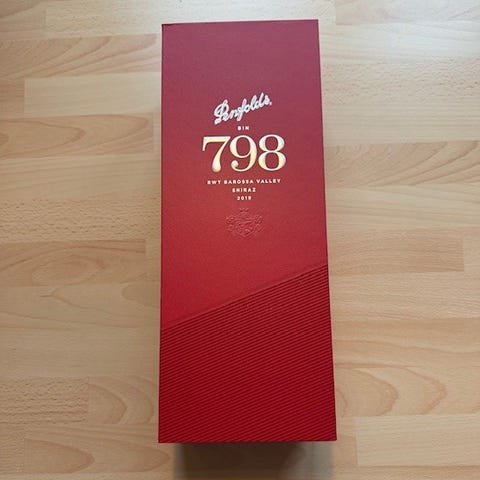 Penfolds.
BIN
798
RWT BAROSSA VALLEY
SHIRAZ
2019